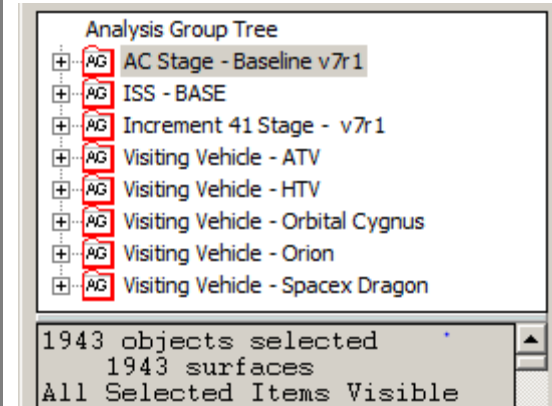 Analysis Group Tree
AG AC Stage - Baseline v7r1
AG ISS - BASE
AG Increment 41 Stage - v7r1
AG Visiting Vehicle - ATV
AG Visiting Vehicle - HTV
AG Visiting Vehicle - Orbital Cygnus
AG Visiting Vehicle - Orion
AG Visiting Vehicle - Spacex Dragon
1943 objects selected
1943 surfaces
All Selected Items Visible